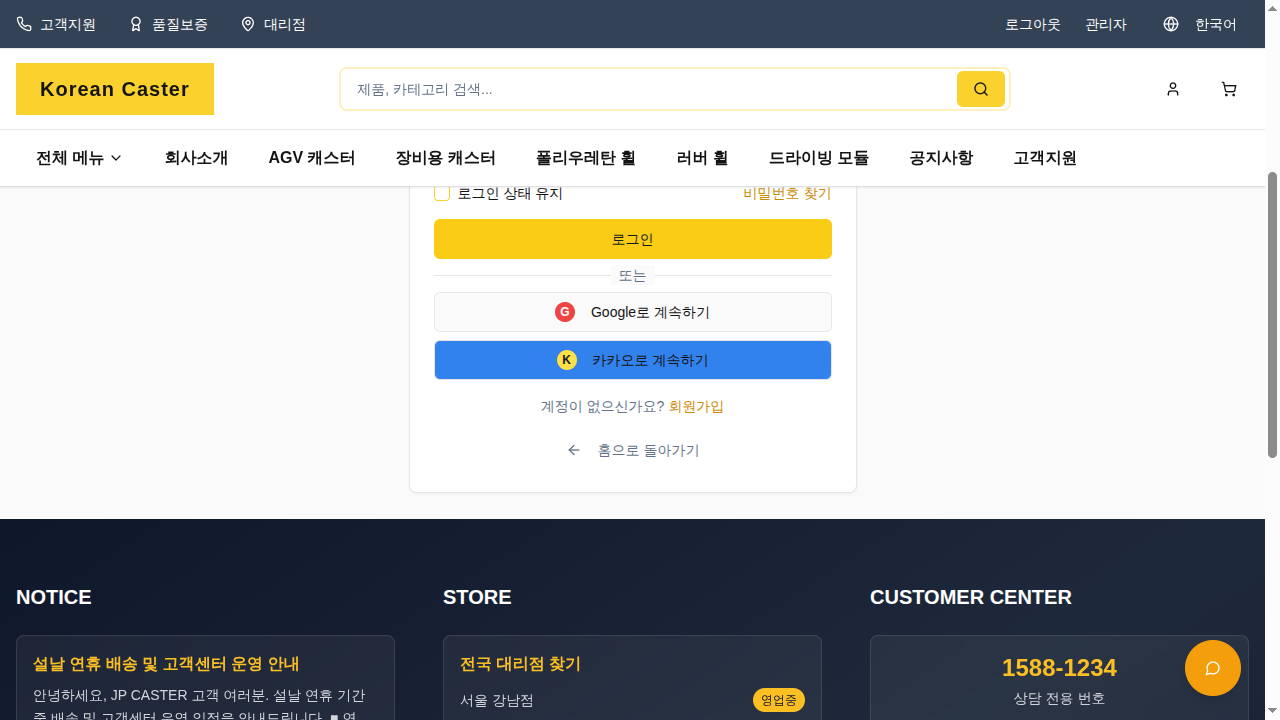 고객지원 품질보증 대리점 로그아웃 관리자 한국어
Korean Caster 제품, 카테고리 검색...
전체 메뉴 회사소개 AGV 캐스터 장비용 캐스터 폴리우레탄 휠 러버 휠 드라이빙 모듈 공지사항 고객지원
로그인 상태 유지 비밀번호 찾기
로그인
또는
G Google로 계속하기
K 카카오로 계속하기
계정이 없으신가요? 회원가입
홈으로 돌아가기
NOTICE
설날 연휴 배송 및 고객센터 운영 안내
안녕하세요, JP CASTER 고객 여러분. 설날 연휴 기간
중 배송 및 고객센터 운영 일정을 안내드립니다. ■ 연
STORE
전국 대리점 찾기
서울 강남점 영업중
CUSTOMER CENTER
1588-1234
상담 전용 번호